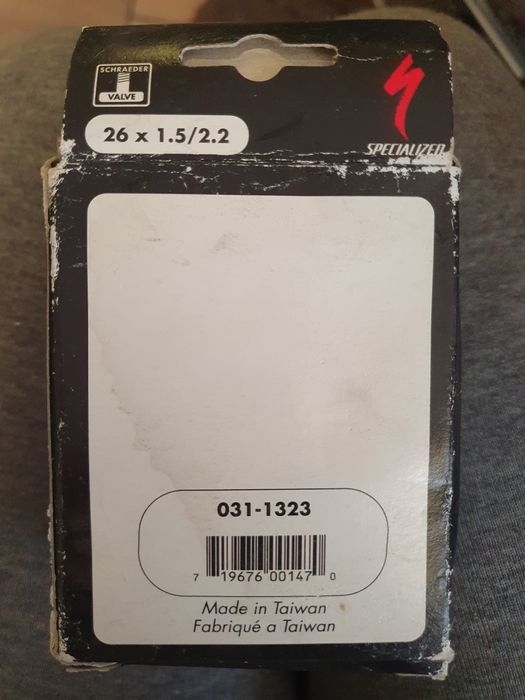 SCHRAEDER
VALVE
26 x 1.5/2.2
SPECIALIZED
031-1323
7 19676 00147 0
Made in Taiwan
Fabriqué a Taiwan